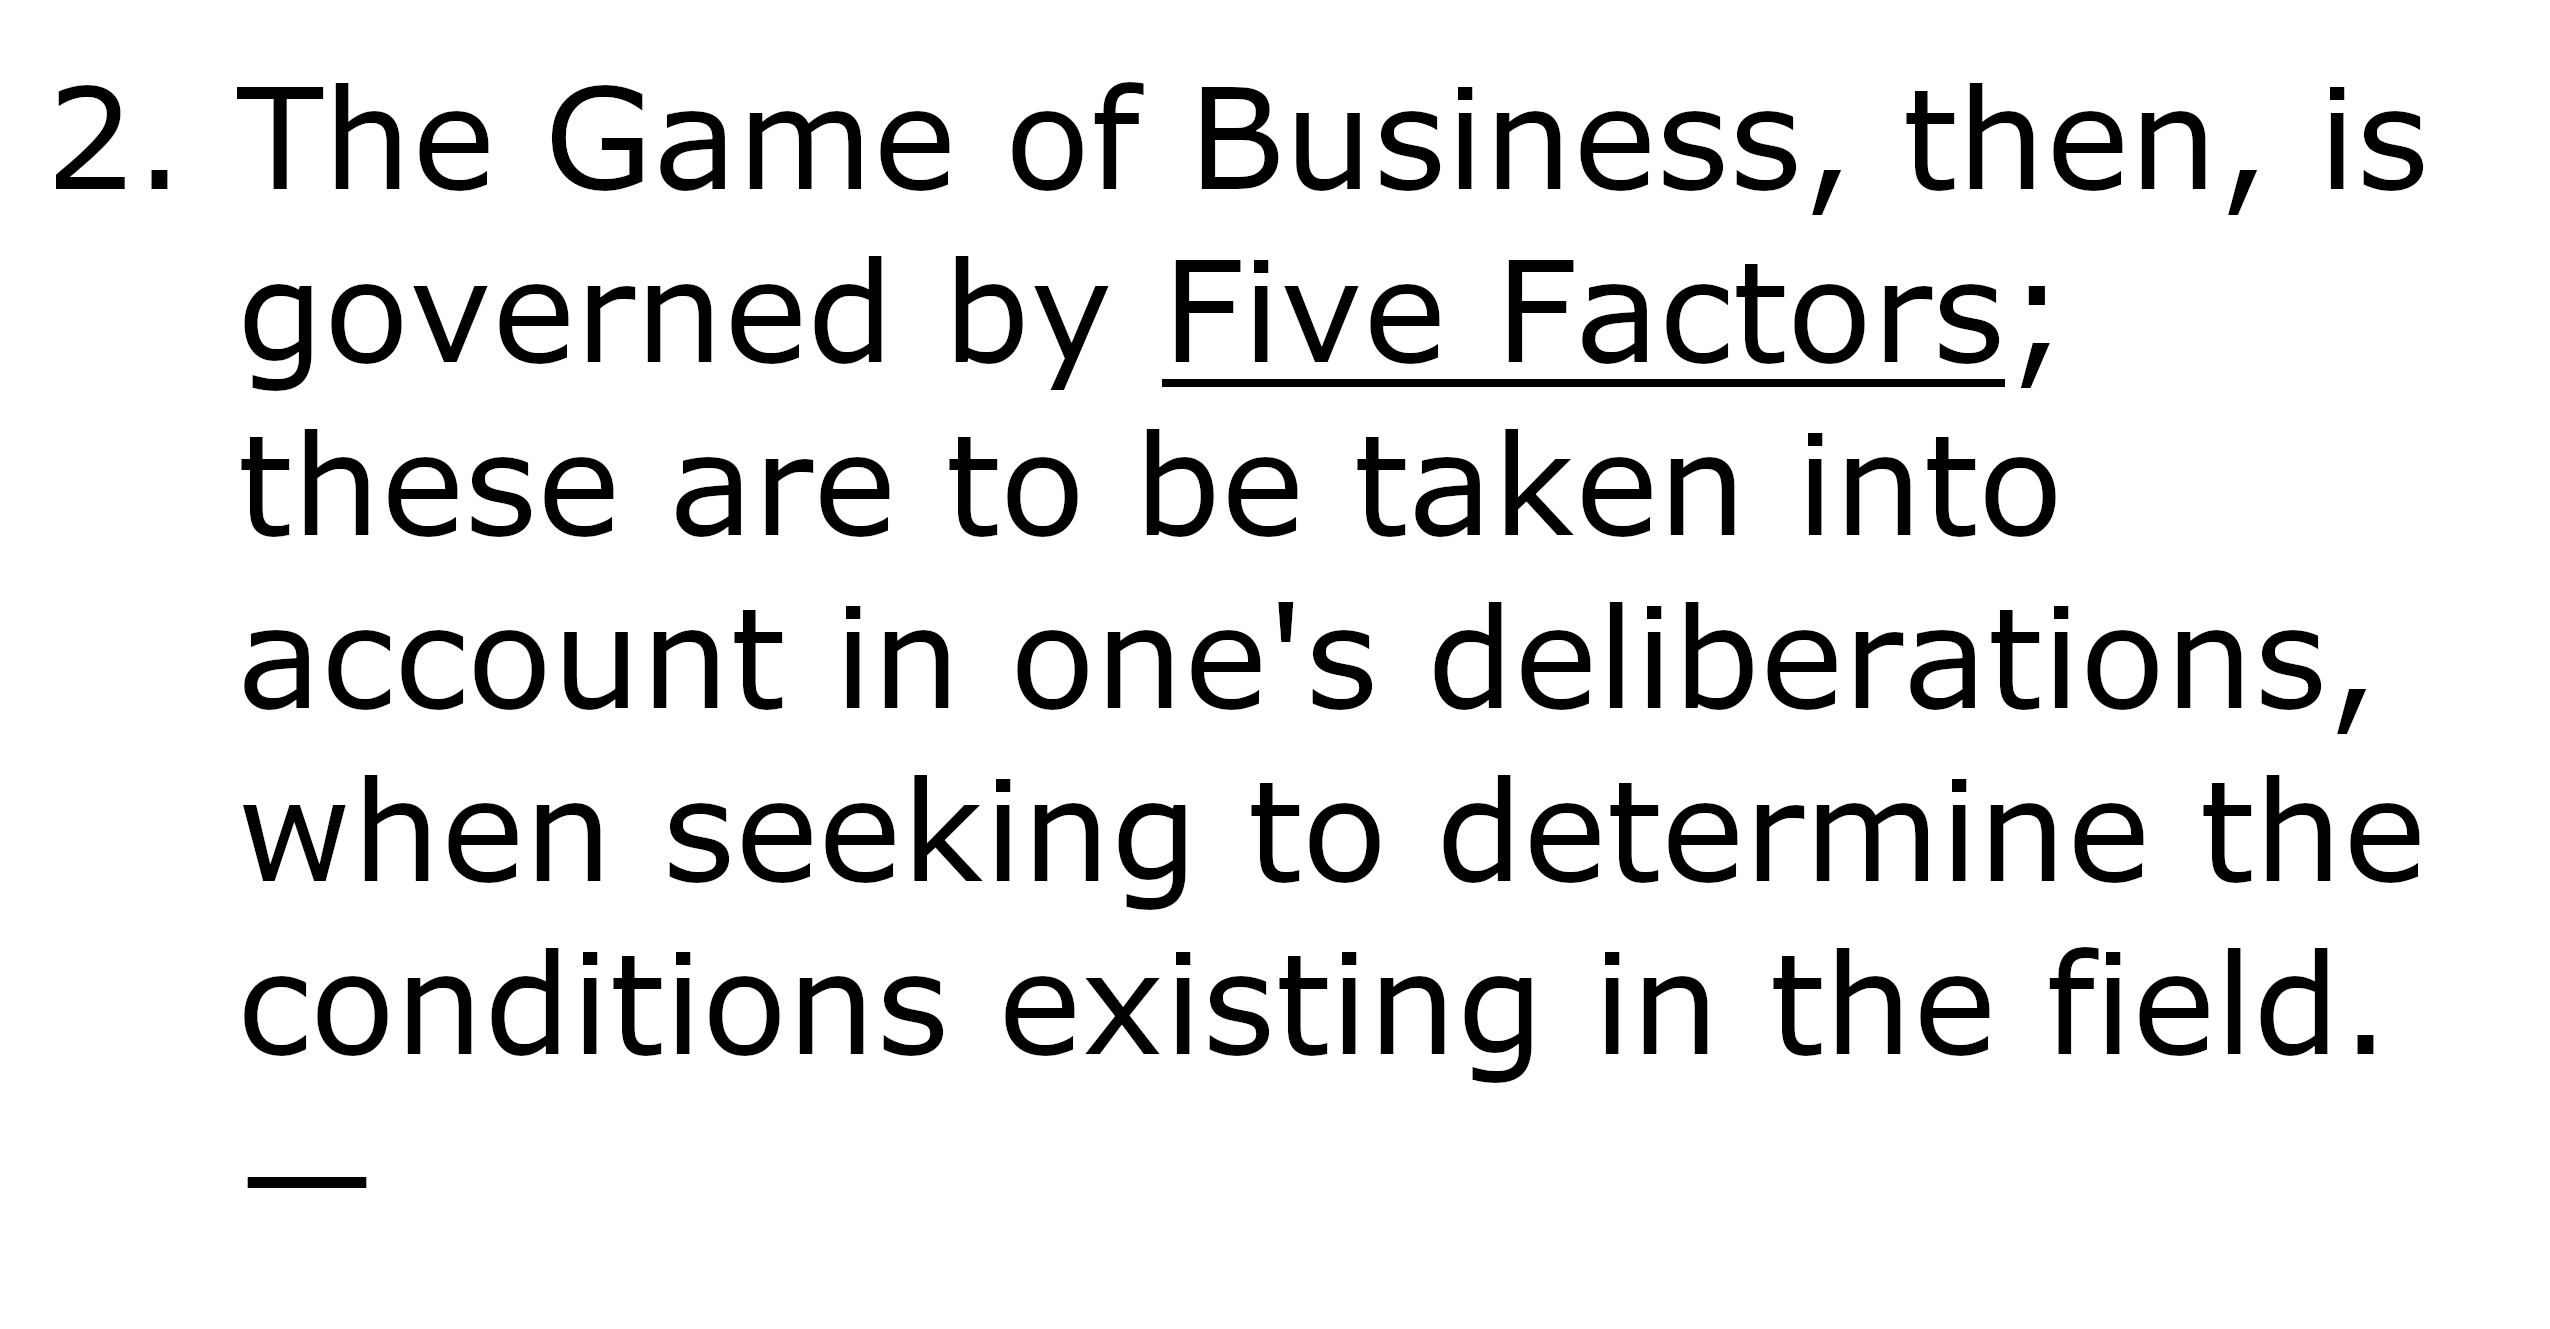 2. The Game of Business, then, is
governed by Five Factors;
these are to be taken into
account in one's deliberations,
when seeking to determine the
conditions existing in the field.
—